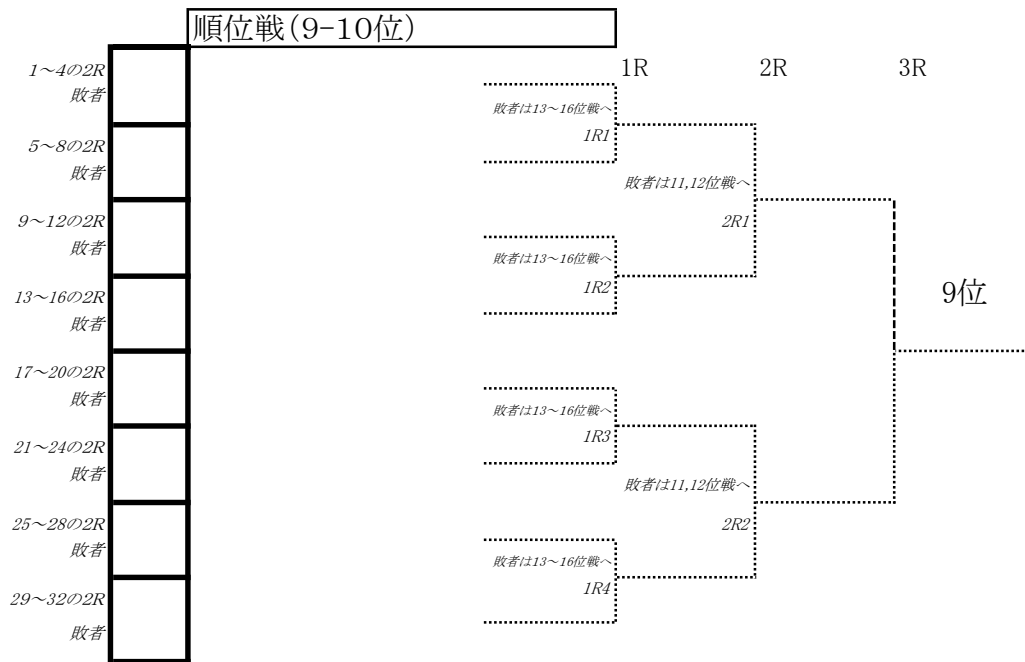 順位戦(9-10位)
1R 2R 3R
1～4の2R
敗者
敗者は13～16位戦へ
1R1
5～8の2R
敗者
敗者は11,12位戦へ
2R1
9～12の2R
敗者
敗者は13～16位戦へ
1R2
13～16の2R
敗者
9位
17～20の2R
敗者
敗者は13～16位戦へ
1R3
21～24の2R
敗者
敗者は11,12位戦へ
2R2
25～28の2R
敗者
敗者は13～16位戦へ
1R4
29～32の2R
敗者